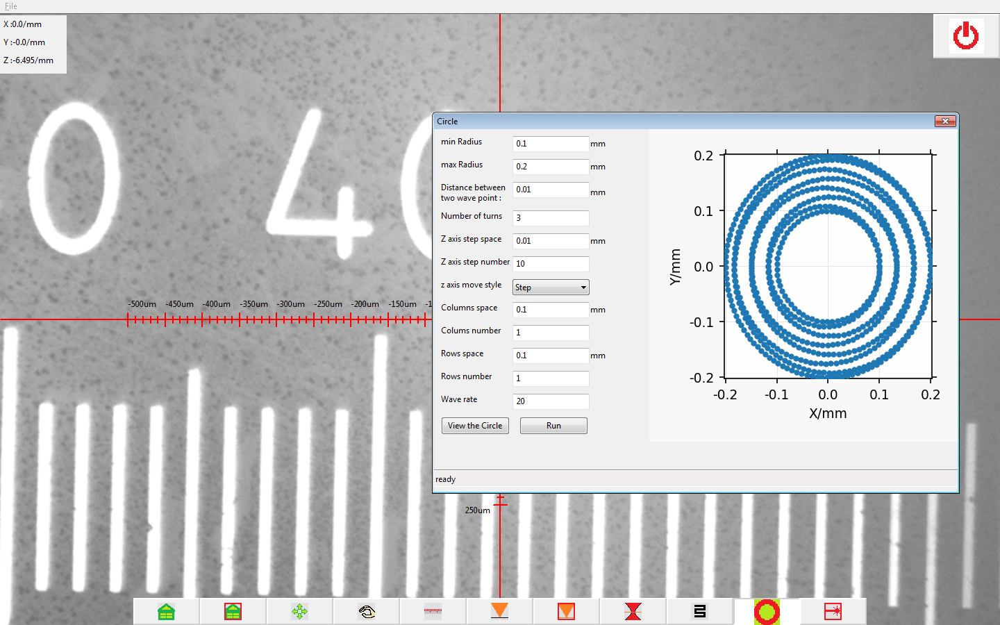 File
X :0.0/mm
Y :-0.0/mm
Z :-6.495/mm
0 40
-500um -450um -400um -350um -300um -250um -200um -150um -1
250um
Circle
min Radius 0.1 mm
max Radius 0.2 mm
Distance between
two wave point : 0.01 mm
Number of turns 3
Z axis step space 0.01 mm
Z axis step number 10
z axis move style Step
Columns space 0.1 mm
Colums number 1
Rows space 0.1 mm
Rows number 1
Wave rate 20
View the Circle Run
ready
Y/mm
0.2
0.1
0.0
-0.1
-0.2
-0.2 -0.1 0.0 0.1 0.2
X/mm